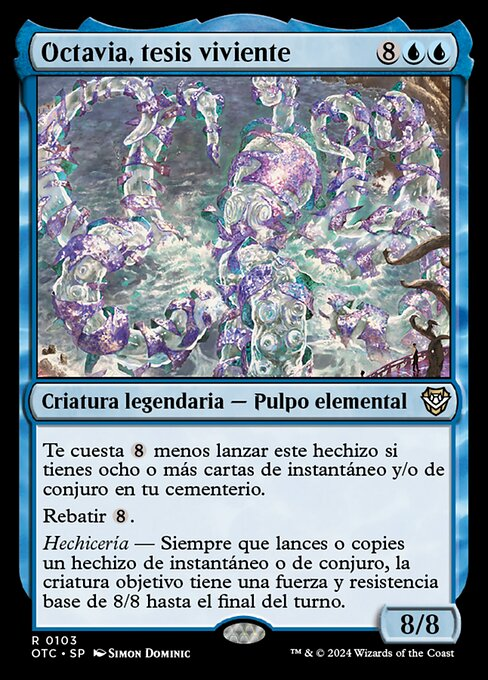 Octavia, tesis viviente 8
Criatura legendaria — Pulpo elemental
Te cuesta 8 menos lanzar este hechizo si
tienes ocho o más cartas de instantáneo y/o de
conjuro en tu cementerio.
Rebatir 8.
Hechicería — Siempre que lances o copies
un hechizo de instantáneo o de conjuro, la
criatura objetivo tiene una fuerza y resistencia
base de 8/8 hasta el final del turno.
8/8
R 0103
OTC • SP Simon Dominic
™ & © 2024 Wizards of the Coast